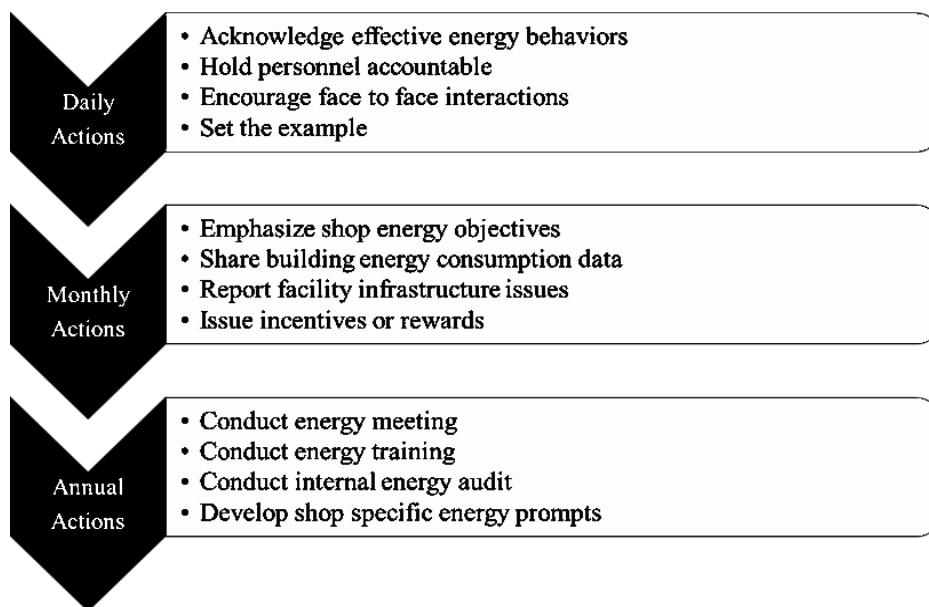 Daily
Actions
• Acknowledge effective energy behaviors
• Hold personnel accountable
• Encourage face to face interactions
• Set the example
Monthly
Actions
• Emphasize shop energy objectives
• Share building energy consumption data
• Report facility infrastructure issues
• Issue incentives or rewards
Annual
Actions
• Conduct energy meeting
• Conduct energy training
• Conduct internal energy audit
• Develop shop specific energy prompts